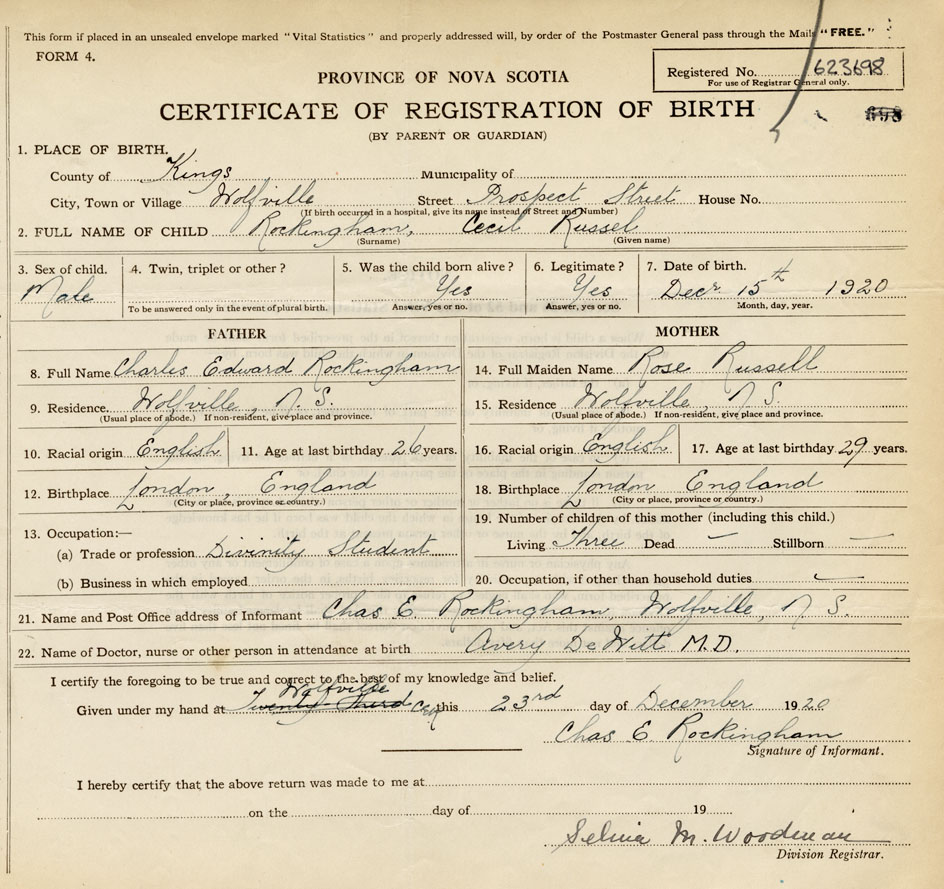 This form if placed in an unsealed envelope marked "Vital Statistics" and properly addressed will, by order of the Postmaster General pass through the Mails "FREE."
FORM 4.
Registered No. 623698
For use of Registrar General only.
PROVINCE OF NOVA SCOTIA
CERTIFICATE OF REGISTRATION OF BIRTH
698
(BY PARENT OR GUARDIAN)
1. PLACE OF BIRTH.
County of Kings Municipality of
City, Town or Village Wolfville Street Prospect Street House No.
(If birth occurred in a hospital, give its name instead of Street and Number)
2. FULL NAME OF CHILD Rockingham, Cecil Russel
(Surname) (Given name)
3. Sex of child. 4. Twin, triplet or other? 5. Was the child born alive? 6. Legitimate? 7. Date of birth.
Male Yes Yes Decr 15th 1920
To be answered only in the event of plural birth. Answer, yes or no. Answer, yes or no. Month, day, year.
FATHER
8. Full Name Charles Edward Rockingham
9. Residence. Wolfville, N. S.
(Usual place of abode.) If non-resident, give place and province.
10. Racial origin English 11. Age at last birthday 26 years.
12. Birthplace London, England
(City or place, province or country.)
13. Occupation:—
(a) Trade or profession Divinity Student
(b) Business in which employed
MOTHER
14. Full Maiden Name Rose Russell
15. Residence Wolfville, N S.
(Usual place of abode.) If non-resident, give place and province.
16. Racial origin English 17. Age at last birthday 29 years.
18. Birthplace London England
(City or place, province or country.)
19. Number of children of this mother (including this child.)
Living Three Dead — Stillborn —
20. Occupation, if other than household duties —
21. Name and Post Office address of Informant Chas E. Rockingham, Wolfville, N S.
22. Name of Doctor, nurse or other person in attendance at birth Avery DeWitt M.D.
I certify the foregoing to be true and correct to the best of my knowledge and belief.
Wolfville
Given under my hand at Twenty Third this 23rd day of December 1920
Chas E Rockingham
Signature of Informant.
I hereby certify that the above return was made to me at
on the day of 19
M. Woodman
Division Registrar.